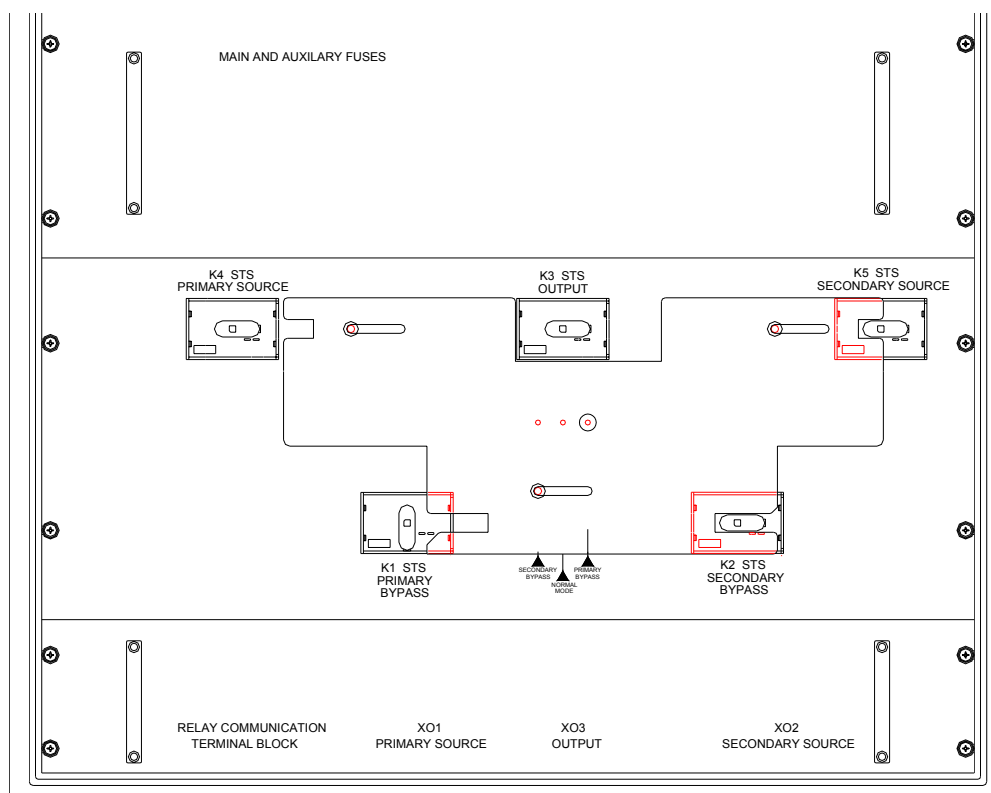 MAIN AND AUXILARY FUSES
K4 STS
PRIMARY SOURCE
K3 STS
OUTPUT
K5 STS
SECONDARY SOURCE
K1 STS
PRIMARY
BYPASS
SECONDARY
BYPASS
NORMAL
MODE
PRIMARY
BYPASS
K2 STS
SECONDARY
BYPASS
RELAY COMMUNICATION
TERMINAL BLOCK
XO1
PRIMARY SOURCE
XO3
OUTPUT
XO2
SECONDARY SOURCE